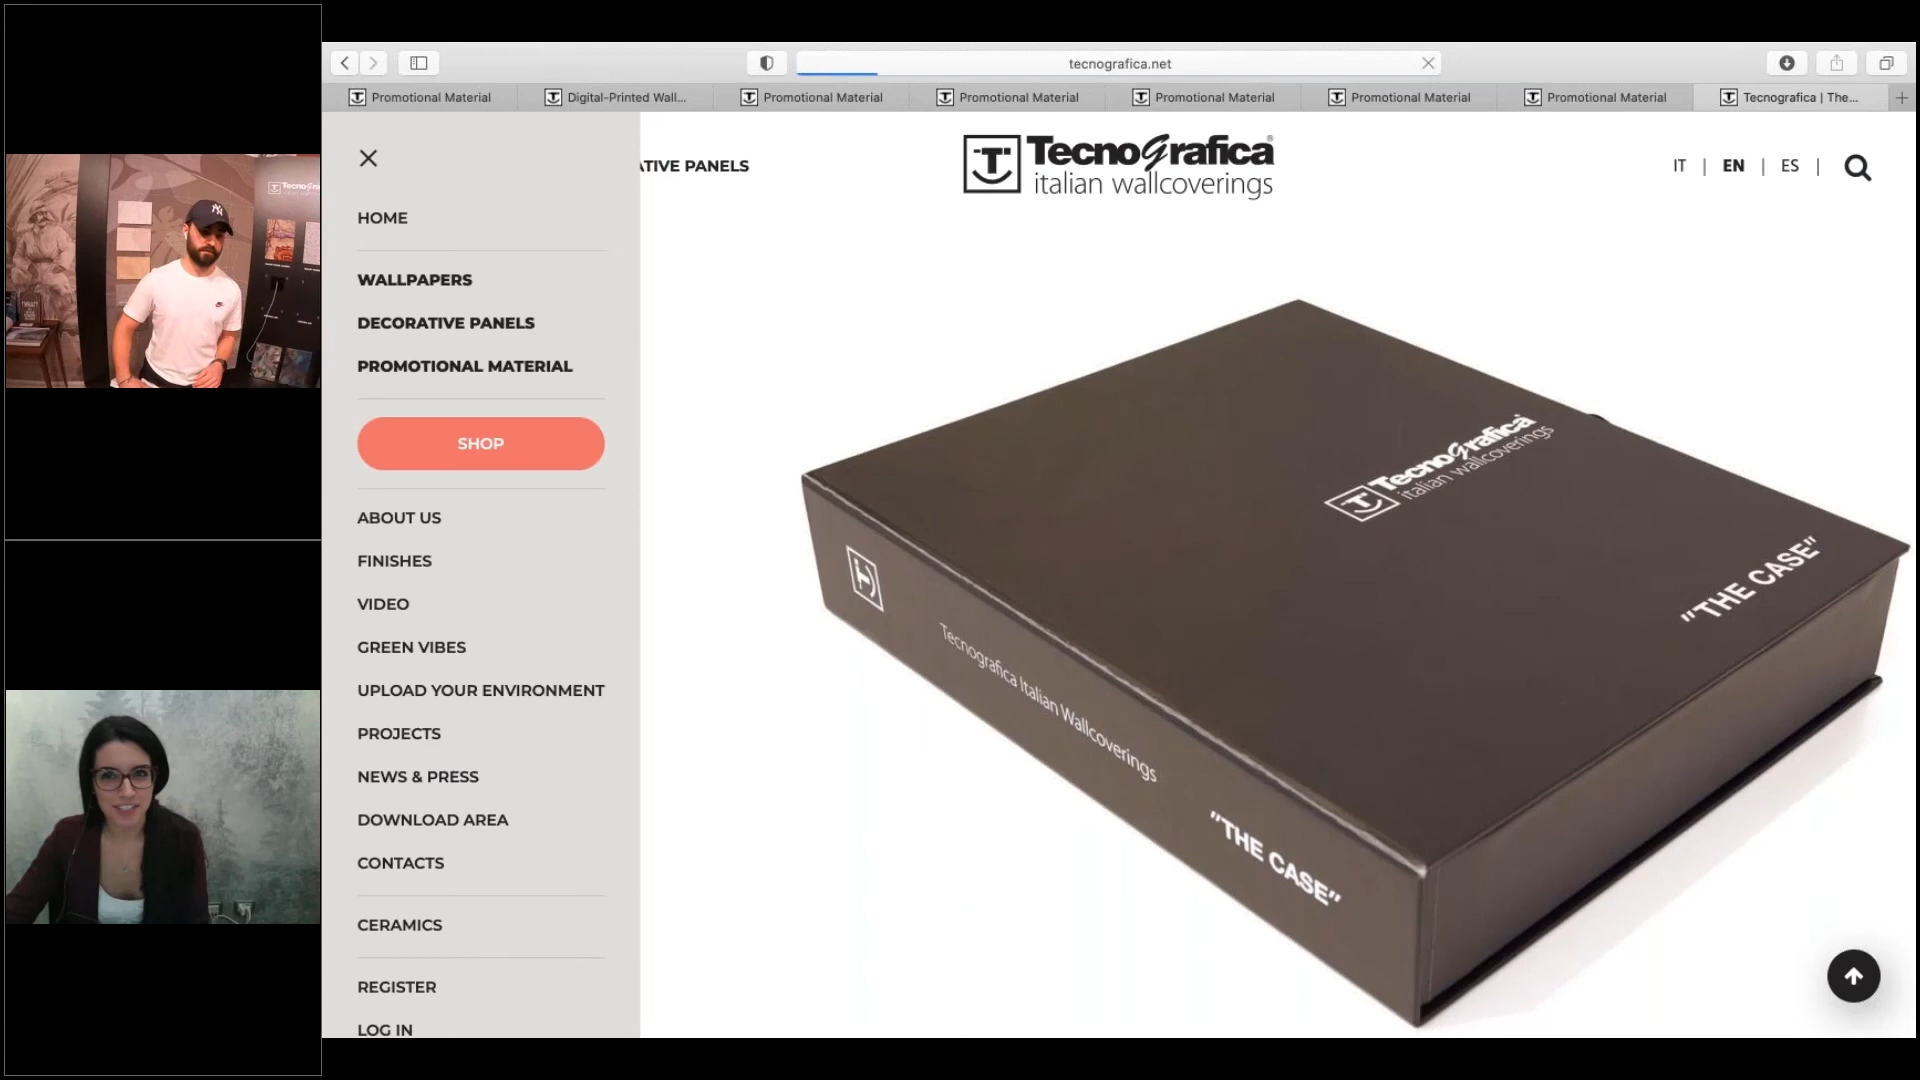 tecnografica.net
Promotional Material
Digital-Printed Wall...
Promotional Material
Promotional Material
Promotional Material
Promotional Material
Promotional Material
Tecnografica | The...
ATIVE PANELS
Tecnografica
italian wallcoverings
IT | EN | ES |
HOME
WALLPAPERS
DECORATIVE PANELS
PROMOTIONAL MATERIAL
SHOP
ABOUT US
FINISHES
VIDEO
GREEN VIBES
UPLOAD YOUR ENVIRONMENT
PROJECTS
NEWS & PRESS
DOWNLOAD AREA
CONTACTS
CERAMICS
REGISTER
LOG IN
Tecnografica
italian wallcoverings
"THE CASE"
Tecnografica Italian Wallcoverings
"THE CASE"